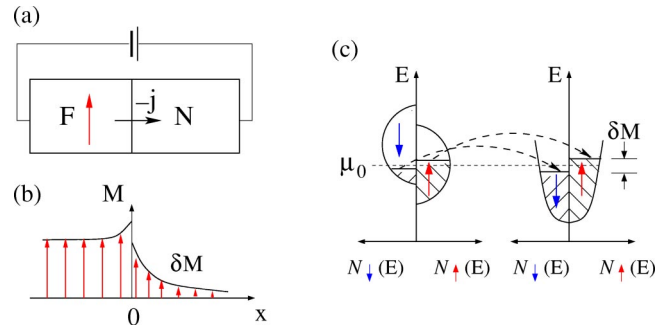 (a)
F
–j
N
(b)
M
δM
0
x
(c)
E
E
δM
μ₀
N↓(E) N↑(E) N↓(E) N↑(E)